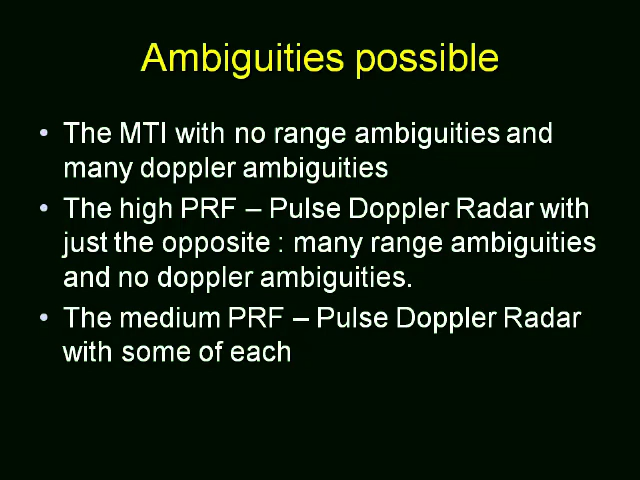 Ambiguities possible
• The MTI with no range ambiguities and
many doppler ambiguities
• The high PRF – Pulse Doppler Radar with
just the opposite : many range ambiguities
and no doppler ambiguities.
• The medium PRF – Pulse Doppler Radar
with some of each